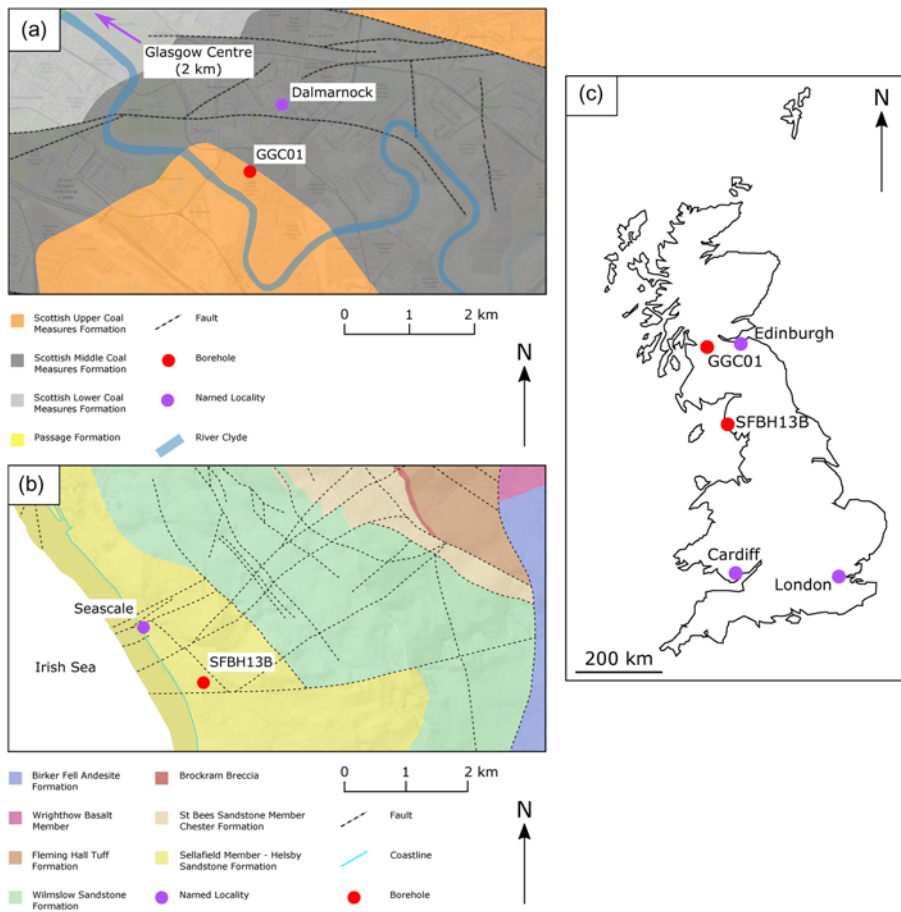 (a)
Glasgow Centre
(2 km)
Dalmarnock
GGC01
Scottish Upper Coal
Measures Formation
Scottish Middle Coal
Measures Formation
Scottish Lower Coal
Measures Formation
Passage Formation
Fault
Borehole
Named Locality
River Clyde
0 1 2 km
N
(b)
Seascale
Irish Sea
SFBH13B
Birker Fell Andesite
Formation
Wrighthow Basalt
Member
Fleming Hall Tuff
Formation
Wilmslow Sandstone
Formation
Brockram Breccia
St Bees Sandstone Member
Chester Formation
Sellafield Member - Helsby
Sandstone Formation
Named Locality
0 1 2 km
Fault
Coastline
Borehole
N
(c)
N
Edinburgh
GGC01
SFBH13B
Cardiff
London
200 km